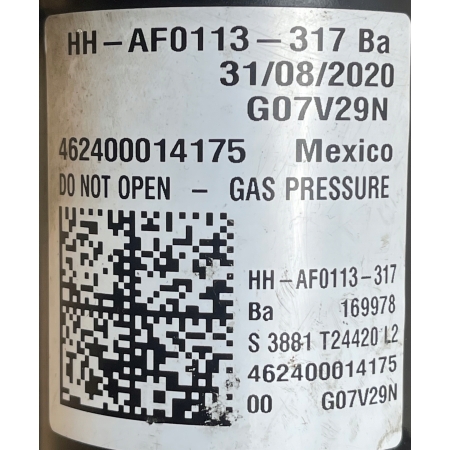 HH-AF0113-317 Ba
31/08/2020
G07V29N
462400014175 Mexico
DO NOT OPEN - GAS PRESSURE
HH-AF0113-317
Ba 169978
S 3881 T24420 L2
462400014175
00 G07V29N